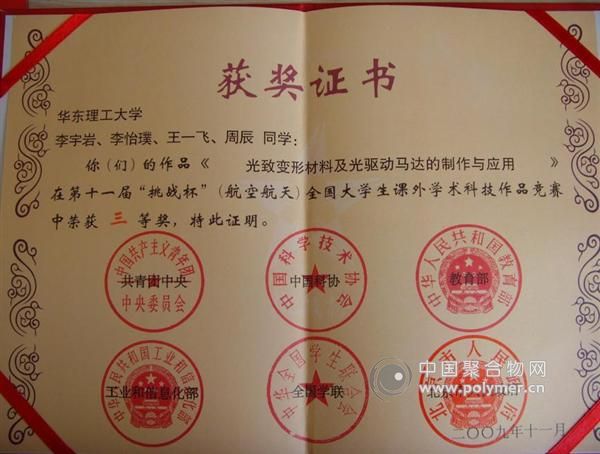 获奖证书
华东理工大学
李宇岩、李怡璞、王一飞、周辰 同学：
你（们）的作品《 光致变形材料及光驱动马达的制作与应用 》
在第十一届“挑战杯”（航空航天）全国大学生课外学术科技作品竞赛
中荣获 三 等奖，特此证明。
中国共产主义青年团
共青团中央
中央委员会
中国科学技术协会
中国科协
中华人民共和国教育部
教育部
中华人民共和国工业和信息化部
工业和信息化部
中华全国学生联合会
全国学联
中国聚合物网
www.polymer.cn
二〇〇九年十一月